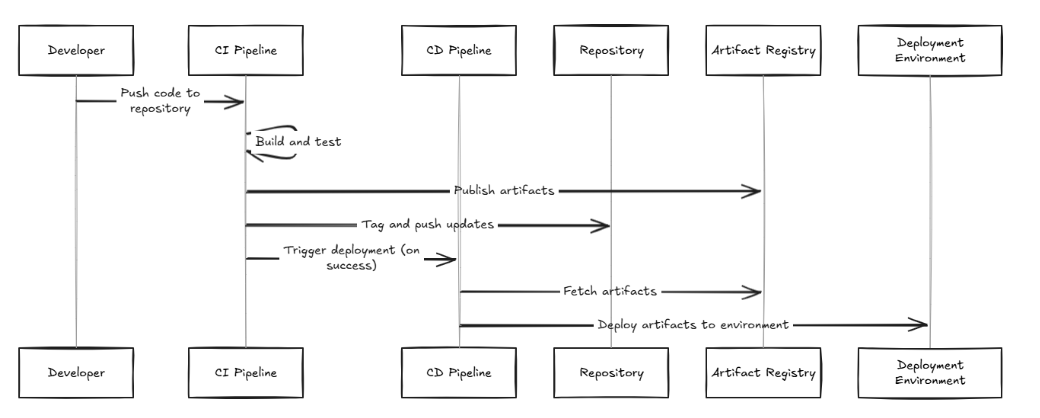 Developer
CI Pipeline
CD Pipeline
Repository
Artifact Registry
Deployment
Environment
Push code to
repository
Build and test
Publish artifacts
Tag and push updates
Trigger deployment (on
success)
Fetch artifacts
Deploy artifacts to environment
Developer
CI Pipeline
CD Pipeline
Repository
Artifact Registry
Deployment
Environment